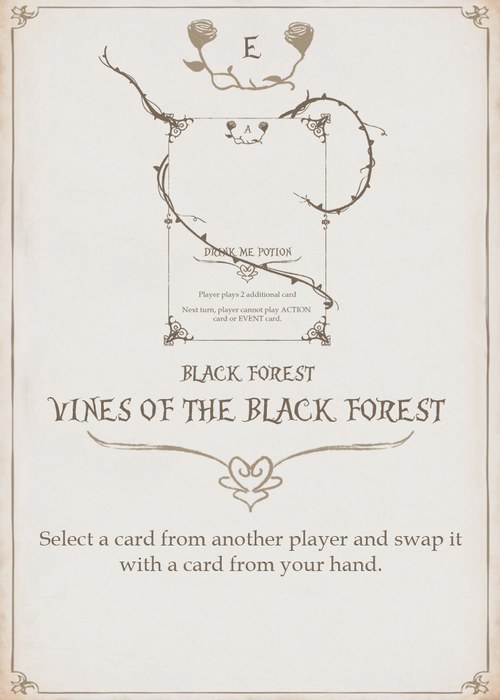 E
A
DRINK ME POTION
Player plays 2 additional card
Next turn, player cannot play ACTION
card or EVENT card.
BLACK FOREST
VINES OF THE BLACK FOREST
Select a card from another player and swap it
with a card from your hand.